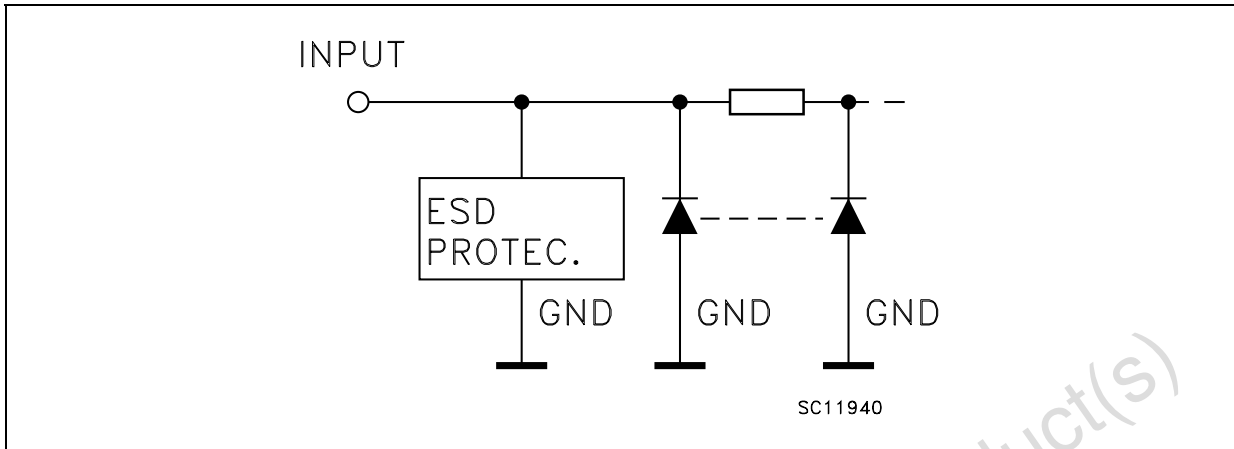 INPUT
ESD
PROTEC.
GND
GND
GND
SC11940